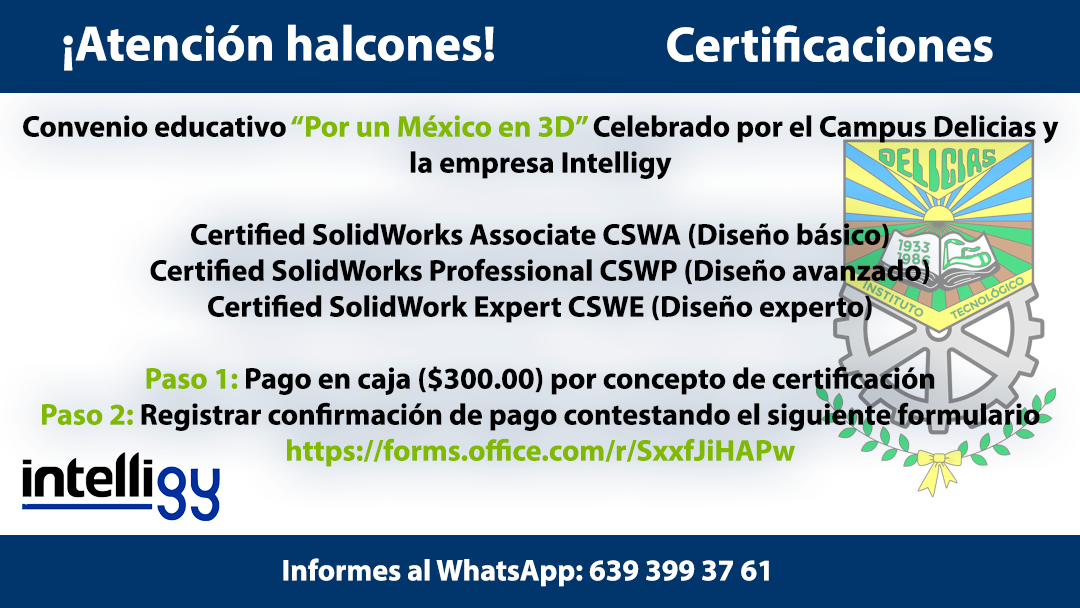 ¡Atención halcones!
Certificaciones
Convenio educativo “Por un México en 3D” Celebrado por el Campus Delicias y
la empresa Intelligy
DELICIAS
Certified SolidWorks Associate CSWA (Diseño básico)
1933
1986
Certified SolidWorks Professional CSWP (Diseño avanzado)
INSTITUTO TECNOLÓGICO
Certified SolidWork Expert CSWE (Diseño experto)
Paso 1: Pago en caja ($300.00) por concepto de certificación
Paso 2: Registrar confirmación de pago contestando el siguiente formulario
https://forms.office.com/r/SxxfJiHAPw
intelligy
Informes al WhatsApp: 639 399 37 61